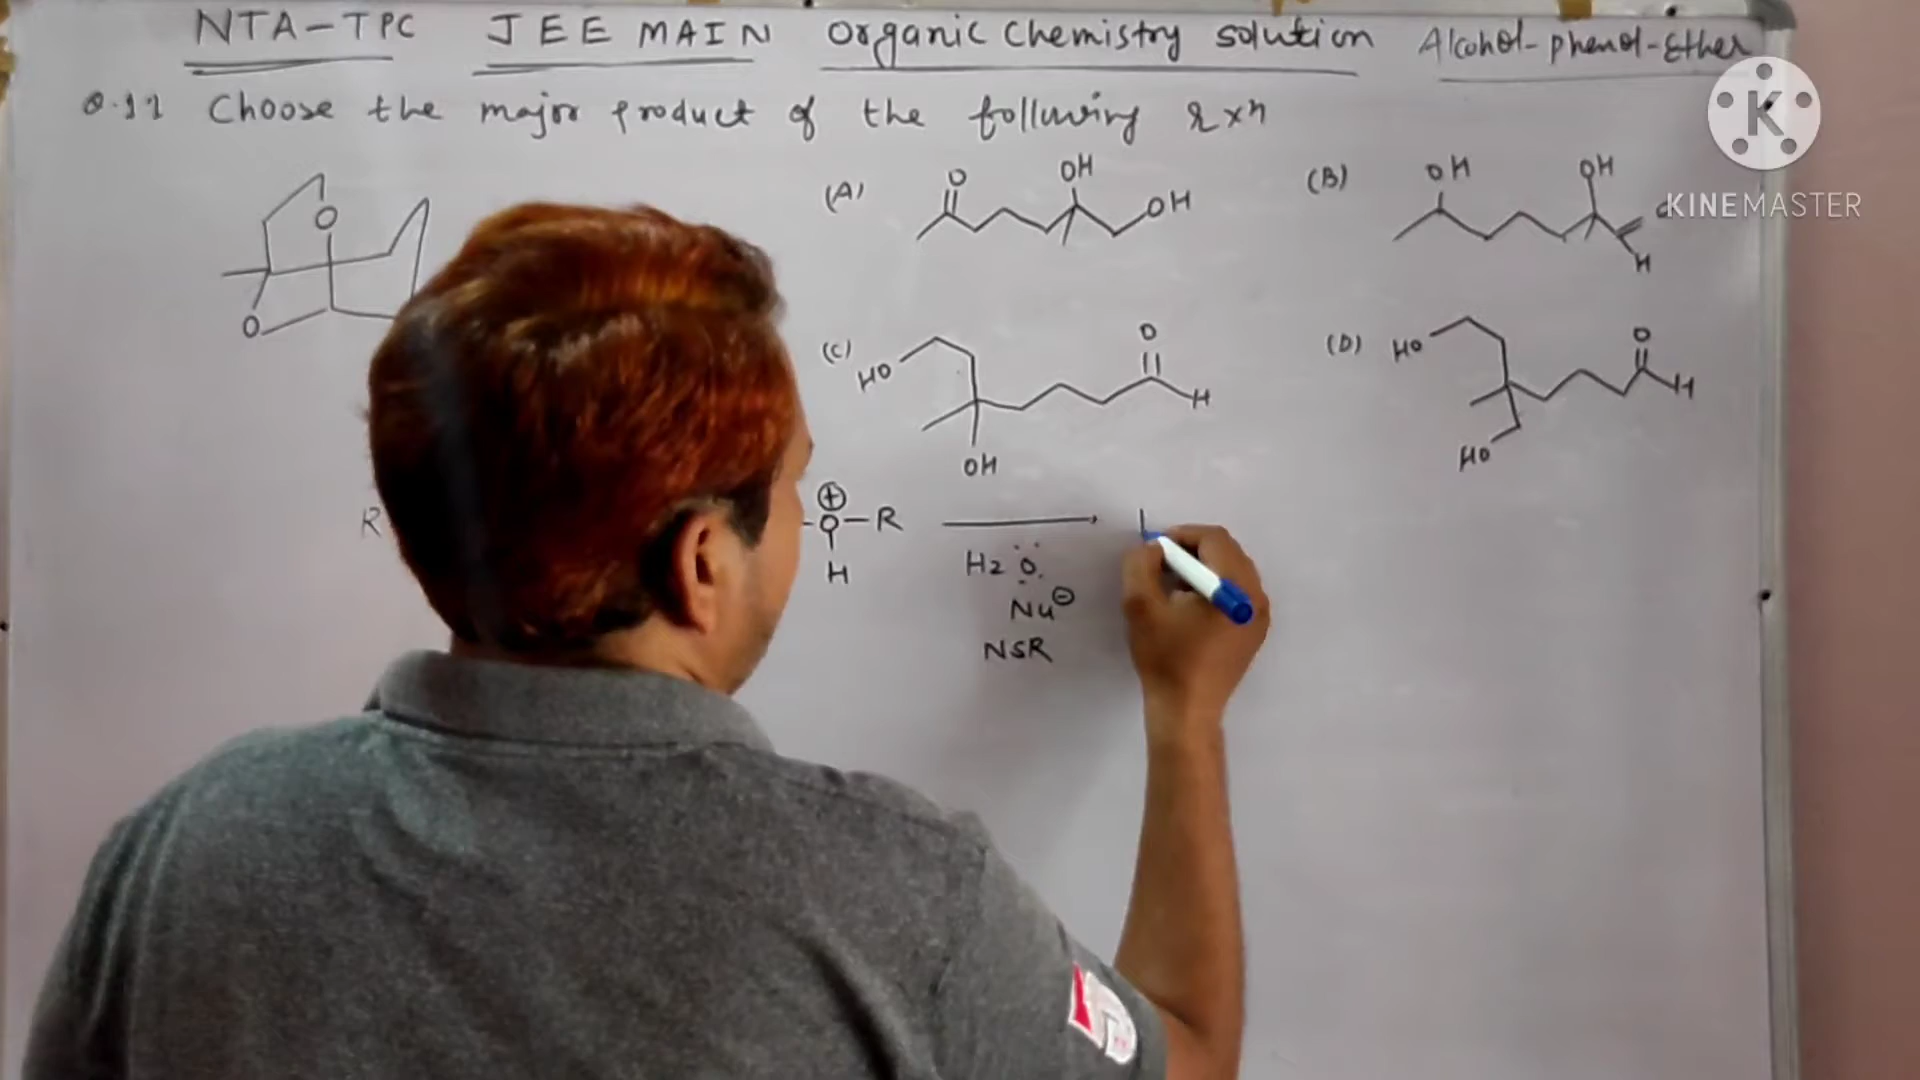 NTA-TPC JEE MAIN Organic Chemistry solution Alcohol-phenol-Ether
Q.11 Choose the major product of the following rxn
K
KINEMASTER
O
O
(A) O OH OH
(B) OH OH H
(C) HO OH O H
(D) HO HO O H
R
⊕
O-R
H
H2O
Nu⊖
NSR